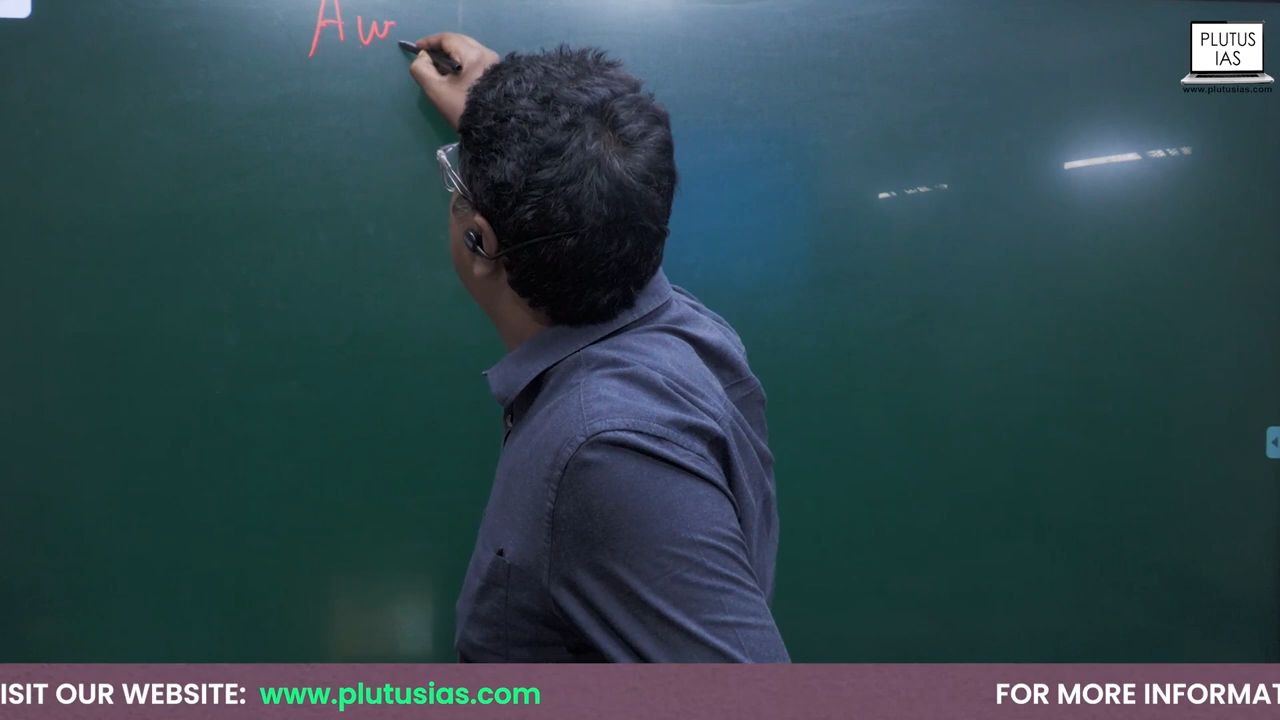 Aw
PLUTUS
IAS
www.plutusias.com
ISIT OUR WEBSITE: www.plutusias.com
FOR MORE INFORMAT